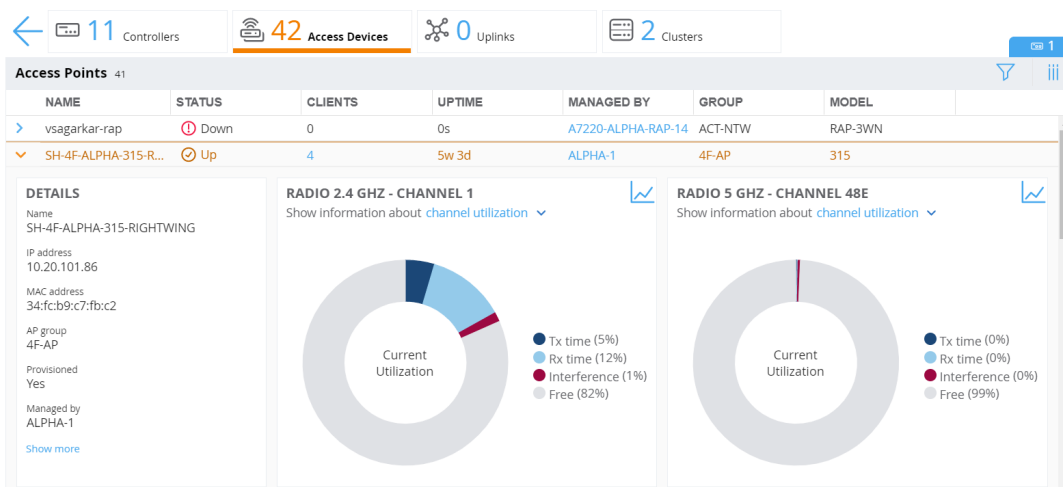 11 Controllers 42 Access Devices 0 Uplinks 2 Clusters
1
Access Points 41
NAME STATUS CLIENTS UPTIME MANAGED BY GROUP MODEL
vsagarkar-rap Down 0 0s A7220-ALPHA-RAP-14 ACT-NTW RAP-3WN
SH-4F-ALPHA-315-R... Up 4 5w 3d ALPHA-1 4F-AP 315
DETAILS
Name
SH-4F-ALPHA-315-RIGHTWING
IP address
10.20.101.86
MAC address
34:fc:b9:c7:fb:c2
AP group
4F-AP
Provisioned
Yes
Managed by
ALPHA-1
Show more
RADIO 2.4 GHZ - CHANNEL 1
Show information about channel utilization
Current
Utilization
Tx time (5%)
Rx time (12%)
Interference (1%)
Free (82%)
RADIO 5 GHZ - CHANNEL 48E
Show information about channel utilization
Current
Utilization
Tx time (0%)
Rx time (0%)
Interference (0%)
Free (99%)